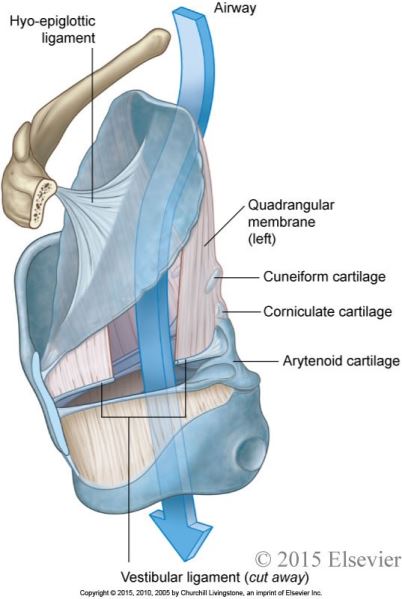 Hyo-epiglottic
ligament
Airway
Quadrangular
membrane
(left)
Cuneiform cartilage
Corniculate cartilage
Arytenoid cartilage
© 2015 Elsevier
Vestibular ligament (cut away)
Copyright © 2015, 2010, 2005 by Churchill Livingstone, an imprint of Elsevier Inc.